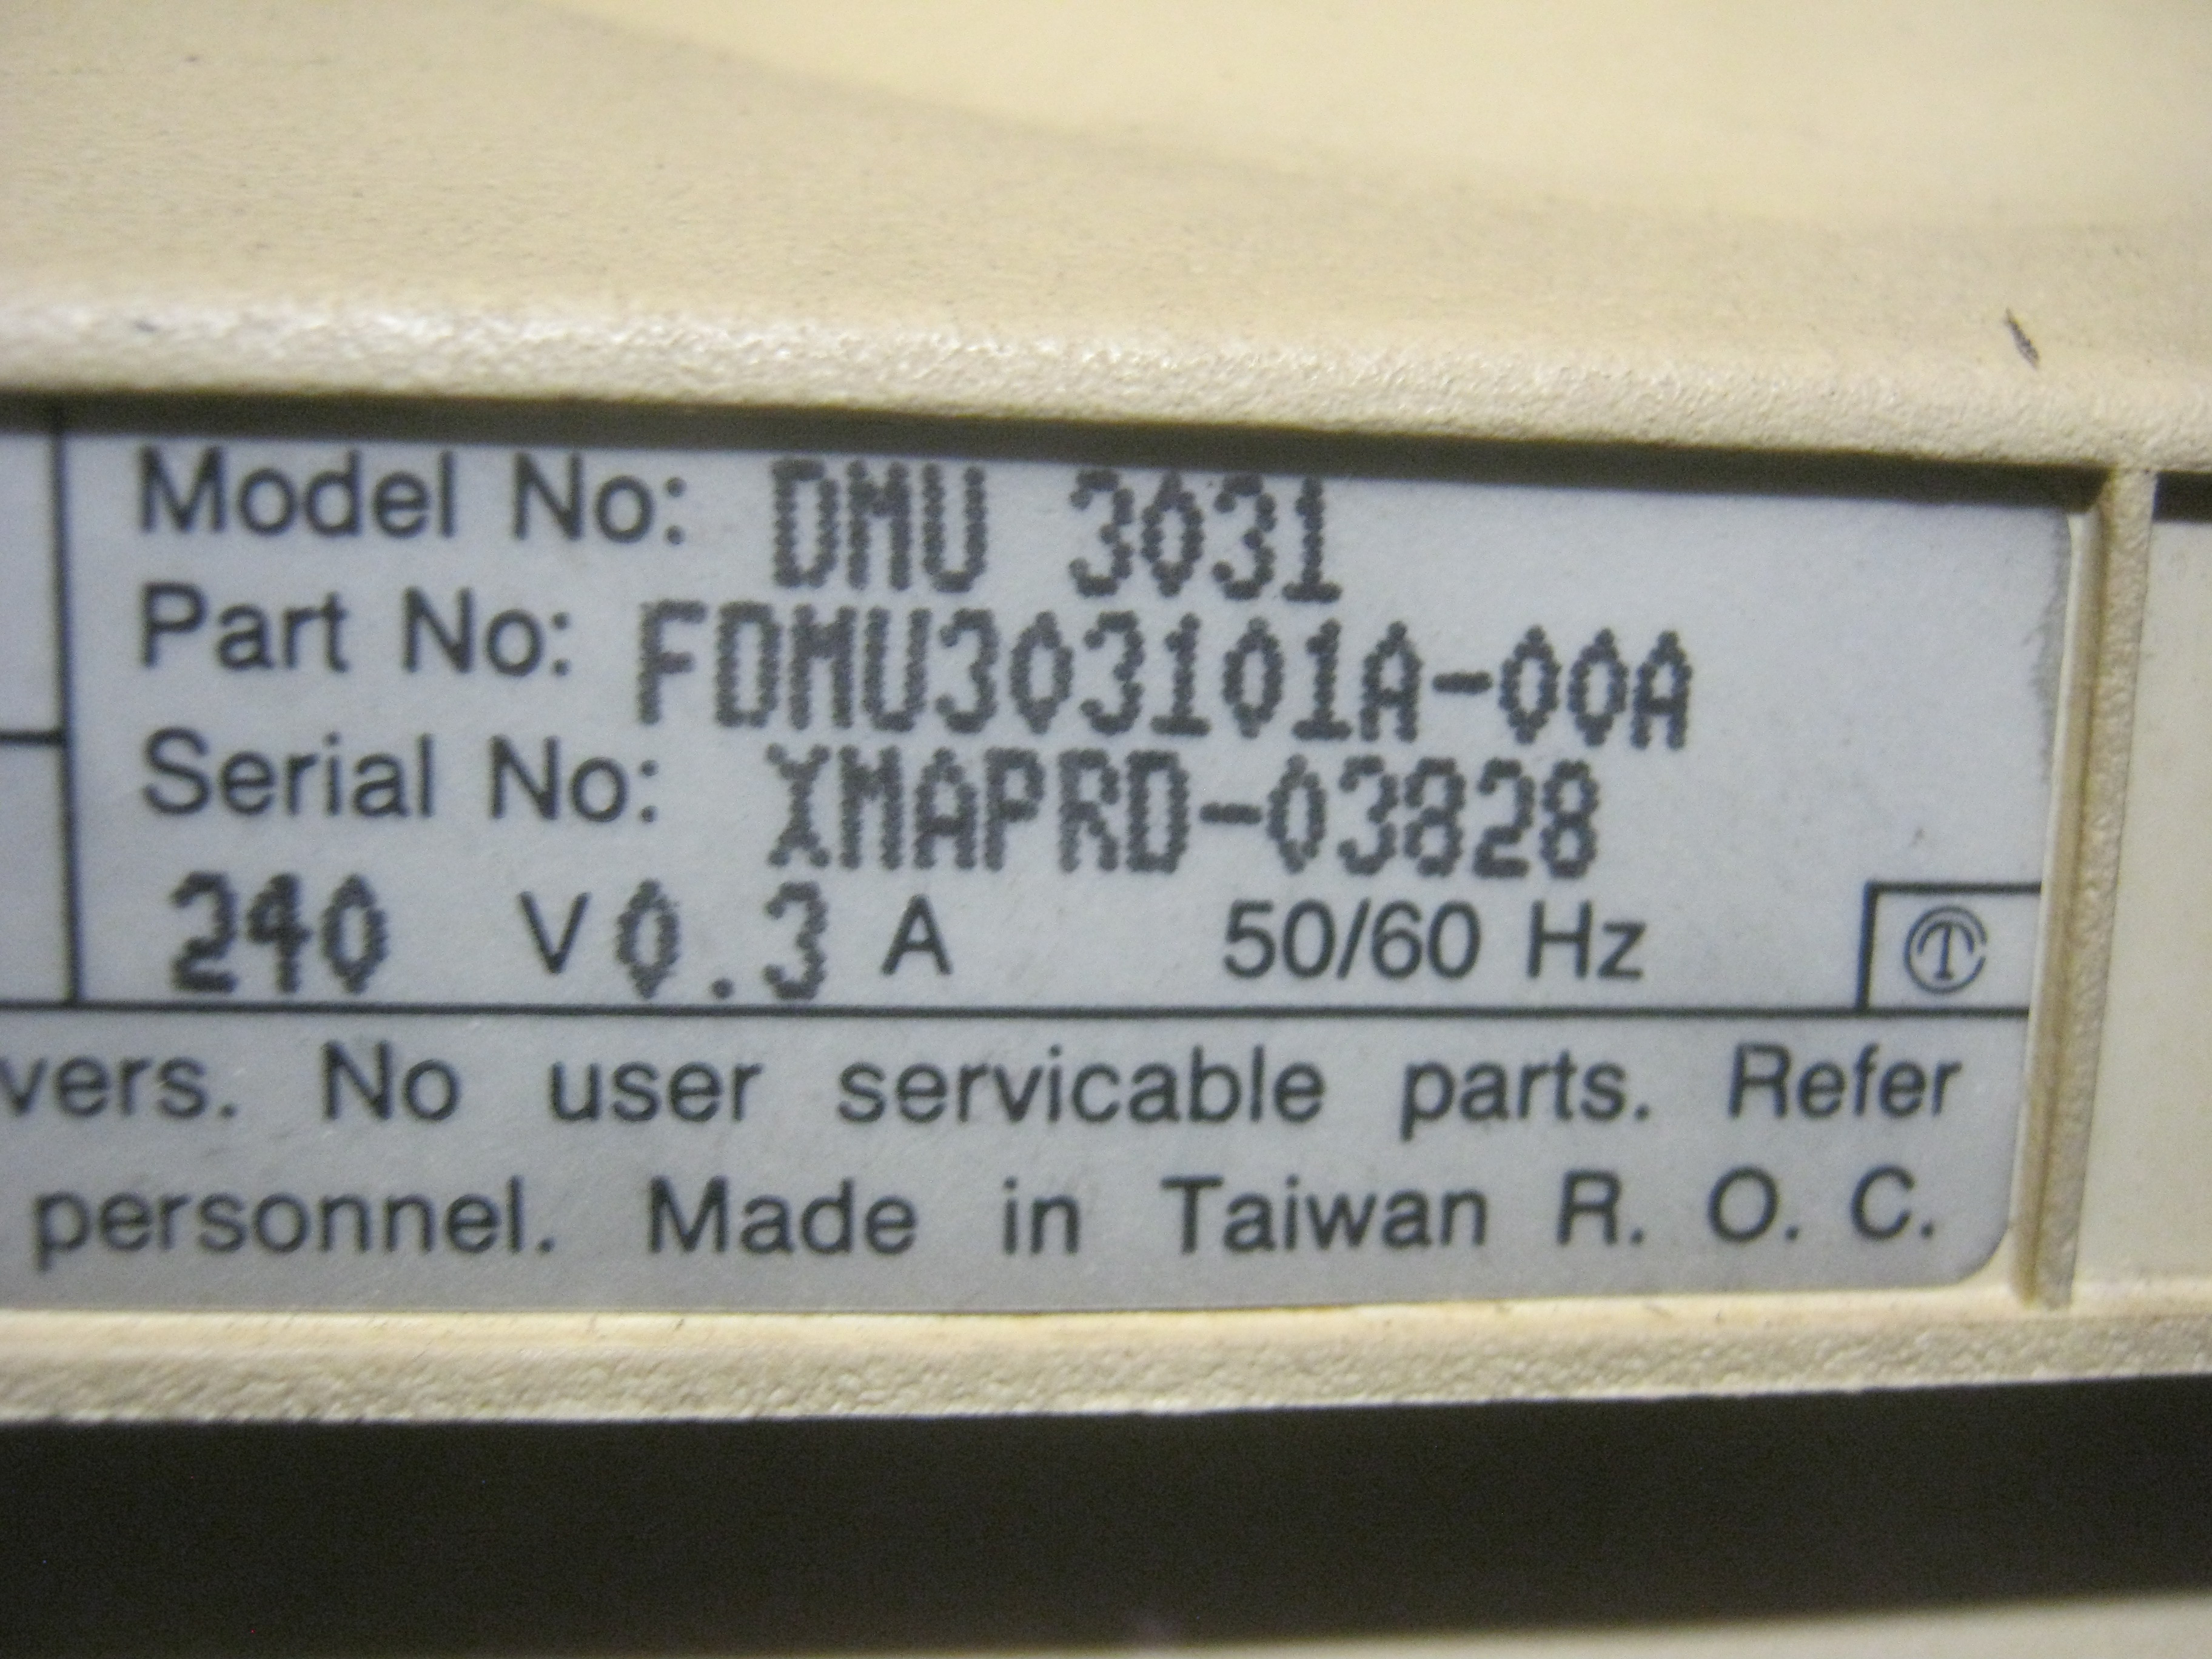 Model No: DMU 3031
Part No: FDMU303101A-00A
Serial No: XMAPRD-03828
240 V 0.3 A 50/60 Hz
vers. No user servicable parts. Refer
personnel. Made in Taiwan R. O. C.